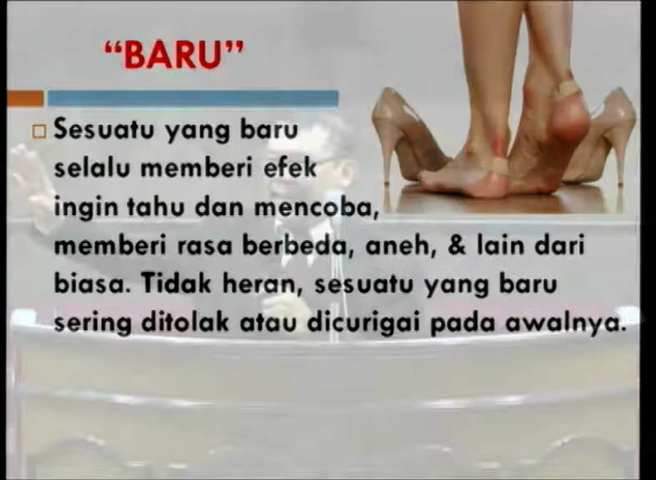 “BARU”
Sesuatu yang baru
selalu memberi efek
ingin tahu dan mencoba,
memberi rasa berbeda, aneh, & lain dari
biasa. Tidak heran, sesuatu yang baru
sering ditolak atau dicurigai pada awalnya.